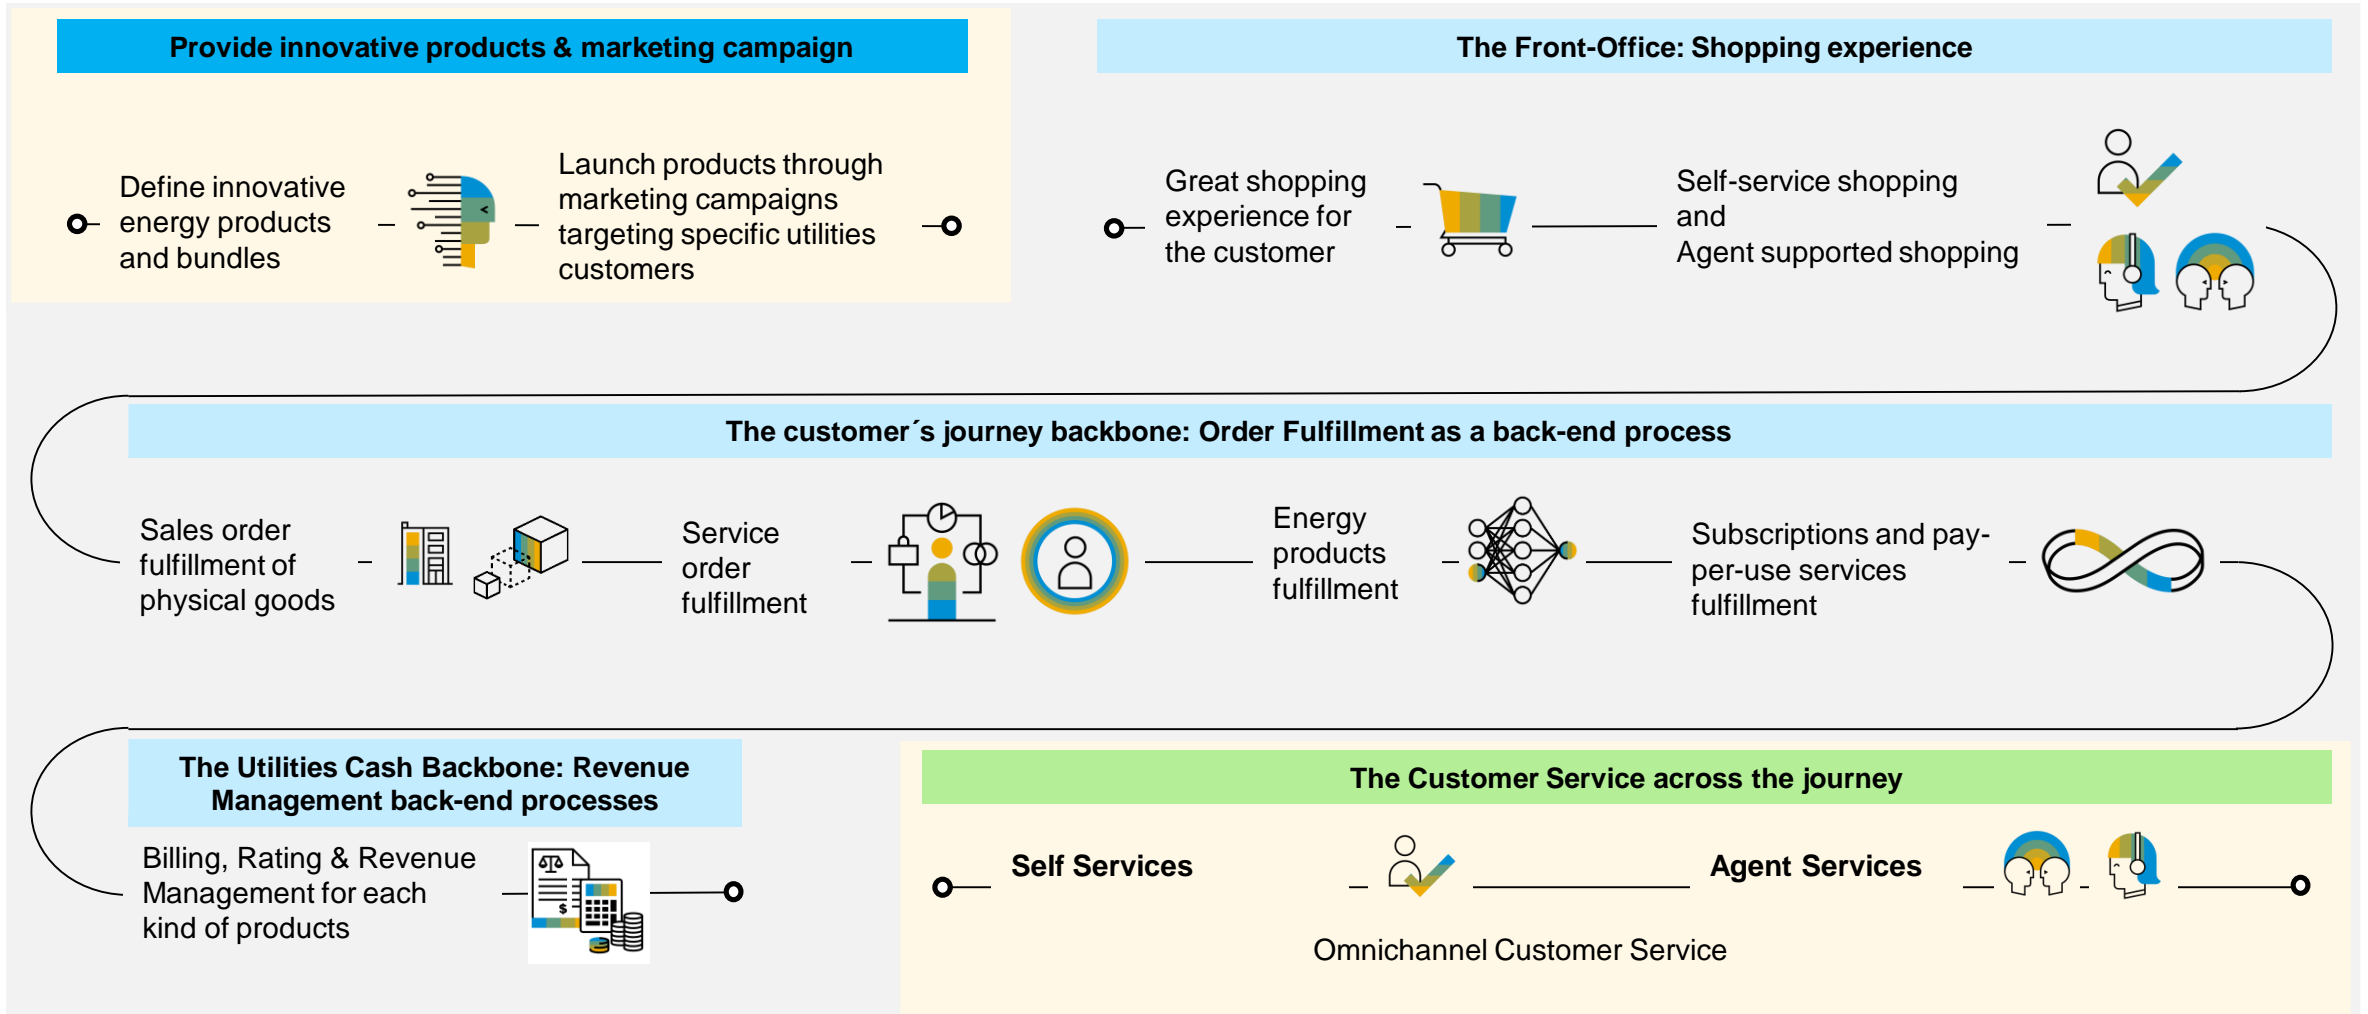 Provide innovative products & marketing campaign
Define innovative
energy products
and bundles
Launch products through
marketing campaigns
targeting specific utilities
customers
The Front-Office: Shopping experience
Great shopping
experience for
the customer
Self-service shopping
and
Agent supported shopping
The customer´s journey backbone: Order Fulfillment as a back-end process
Sales order
fulfillment of
physical goods
Service
order
fulfillment
Energy
products
fulfillment
Subscriptions and pay-
per-use services
fulfillment
The Utilities Cash Backbone: Revenue
Management back-end processes
Billing, Rating & Revenue
Management for each
kind of products
$
The Customer Service across the journey
Self Services
Agent Services
Omnichannel Customer Service